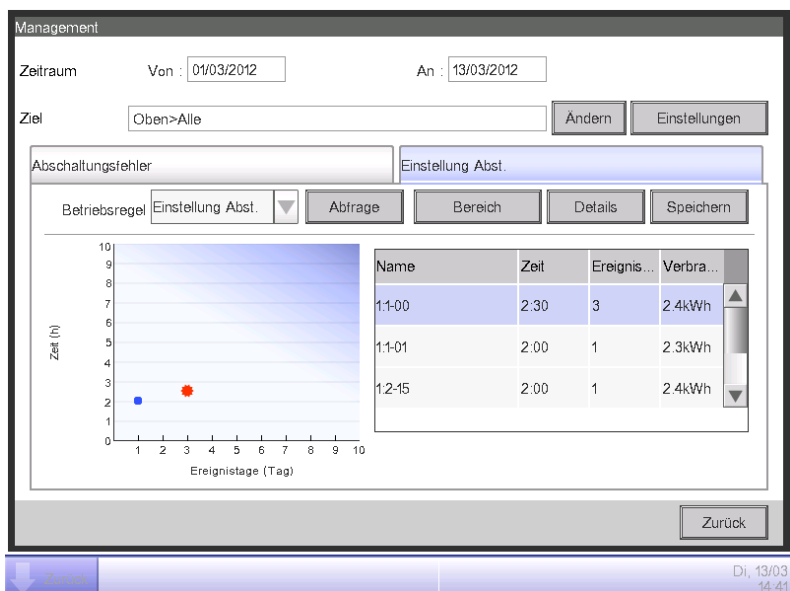 Management
Zeitraum Von : 01/03/2012 An : 13/03/2012
Ziel Oben>Alle Ändern Einstellungen
Abschaltungsfehler Einstellung Abst.
Betriebsregel Einstellung Abst. Abfrage Bereich Details Speichern
Name Zeit Ereignis... Verbra...
1:1-00 2:30 3 2.4kWh
1:1-01 2:00 1 2.3kWh
1:2-15 2:00 1 2.4kWh
Zeit (h)
10
9
8
7
6
5
4
3
2
1
0
1 2 3 4 5 6 7 8 9 10
Ereignistage (Tag)
Zurück
Zurück
Di, 13/03
14:41